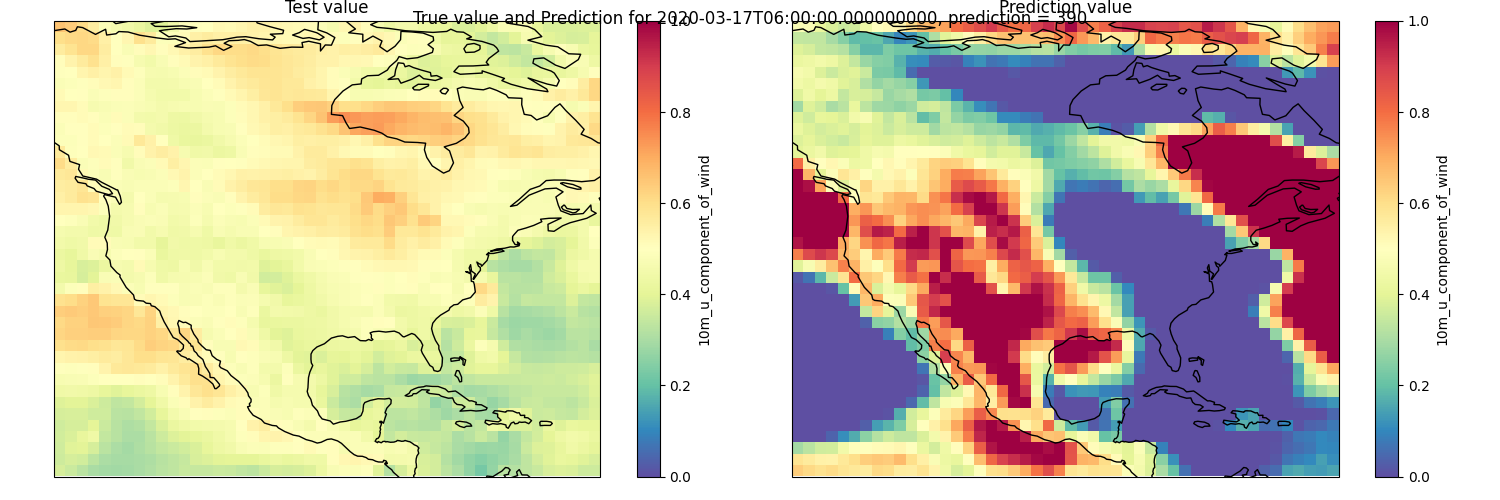 Test value
True value and Prediction for 2020-03-17T06:00:00.000000000, prediction = 390
Prediction value
1.0
0.8
0.6
0.4
0.2
0.0
10m_u_component_of_wind
1.0
0.8
0.6
0.4
0.2
0.0
10m_u_component_of_wind